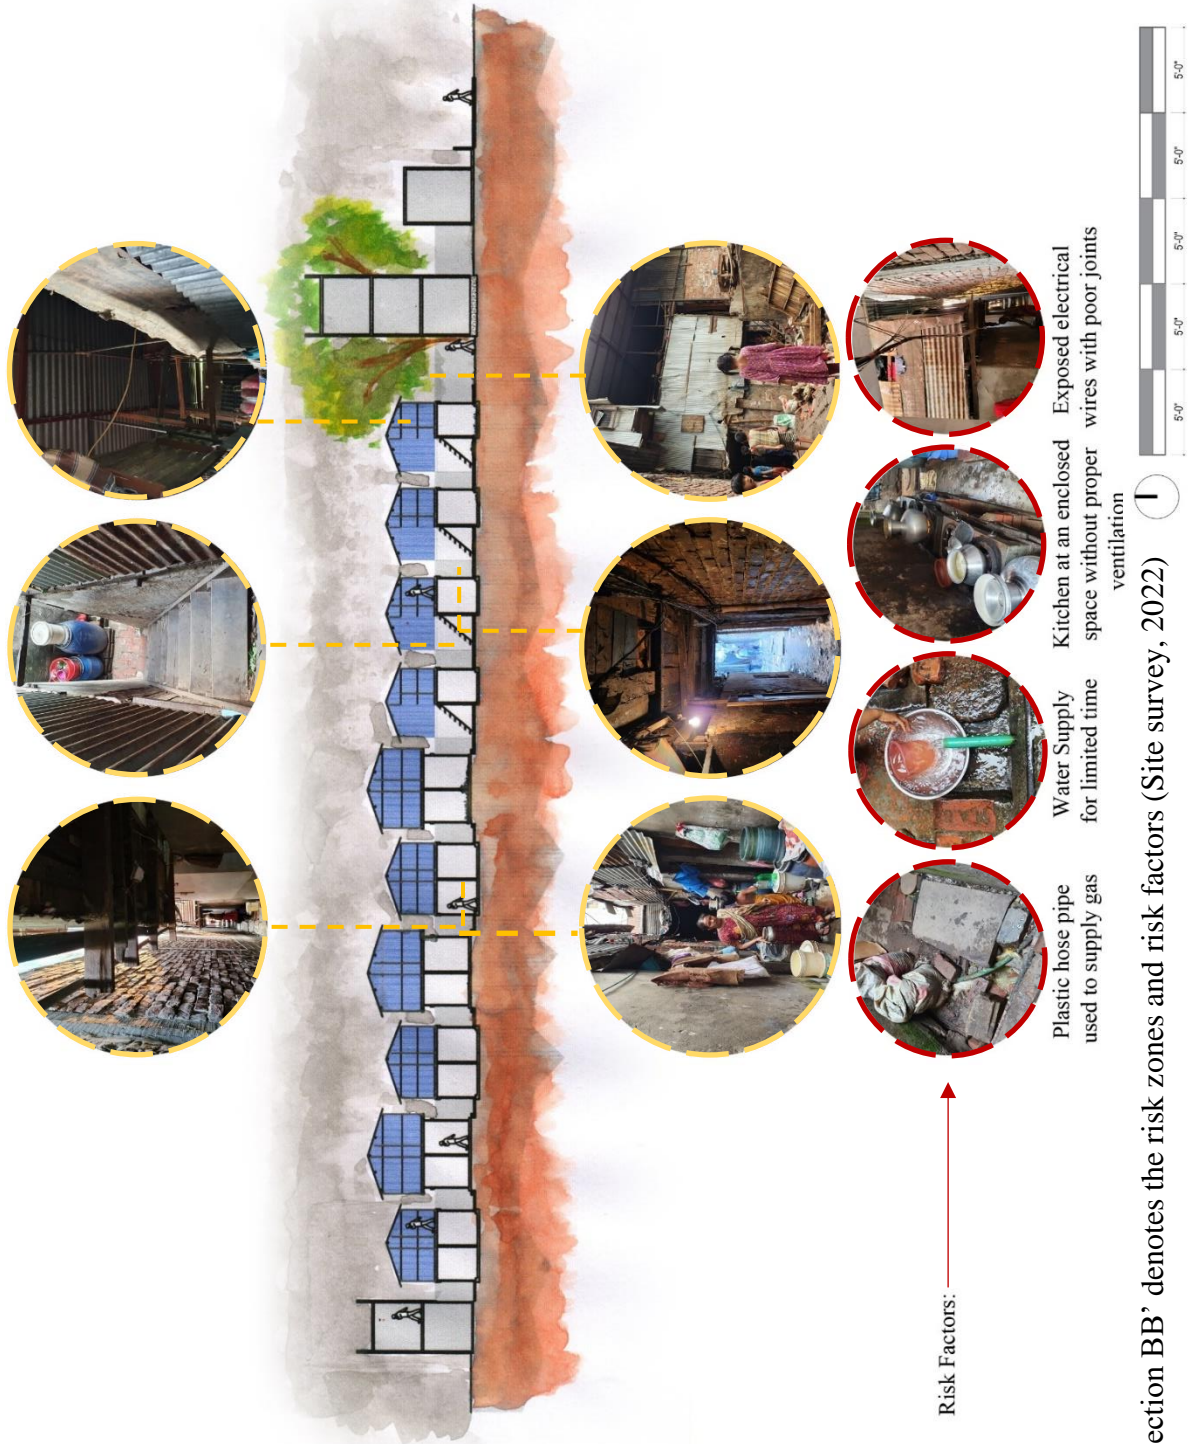 Risk Factors:
Plastic hose pipe
used to supply gas
Water Supply
for limited time
Kitchen at an enclosed
space without proper
ventilation
Exposed electrical
wires with poor joints
5'-0" 5'-0" 5'-0" 5'-0" 5'-0"
ection BB’ denotes the risk zones and risk factors (Site survey, 2022)